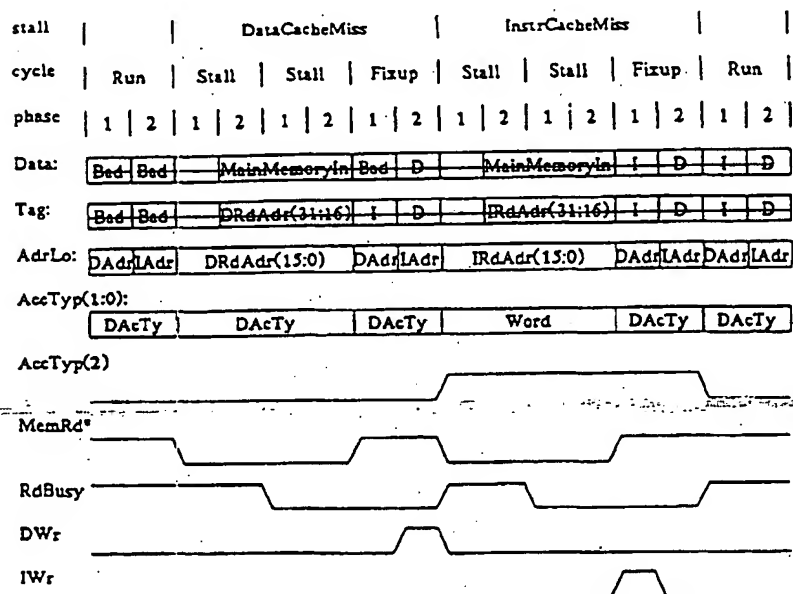 stall DataCacheMiss InstrCacheMiss
cycle Run Stall Stall Fixup Stall Stall Fixup Run
phase 1 2 1 2 1 2 1 2 1 2 1 2 1 2 1 2
Data: Bad Bad MainMemoryIn Bad D MainMemoryIn I D I D
Tag: Bad Bad DRdAdr(31:16) I D IRdAdr(31:16) I D I D
AdrLo: DAdr IAdr DRdAdr(15:0) DAdr IAdr IRdAdr(15:0) DAdr IAdr DAdr IAdr
AccTyp(1:0):
DAcTy DAcTy DAcTy Word DAcTy DAcTy
AccTyp(2)
MemRd*
RdBusy
DWr
IWr